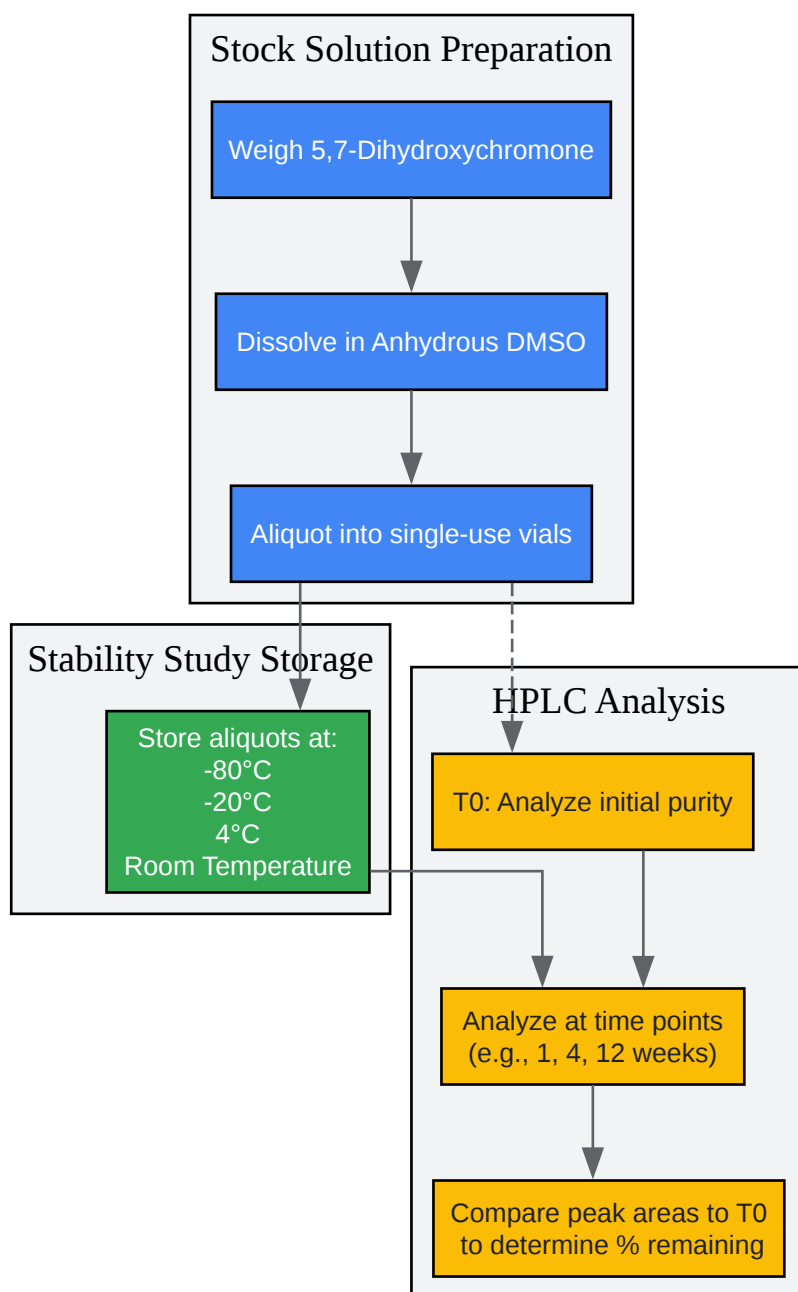 Stock Solution Preparation
Weigh 5,7-Dihydroxychromone
Dissolve in Anhydrous DMSO
Aliquot into single-use vials
Stability Study Storage
Store aliquots at:
-80°C
-20°C
4°C
Room Temperature
HPLC Analysis
T0: Analyze initial purity
Analyze at time points
(e.g., 1, 4, 12 weeks)
Compare peak areas to T0
to determine % remaining